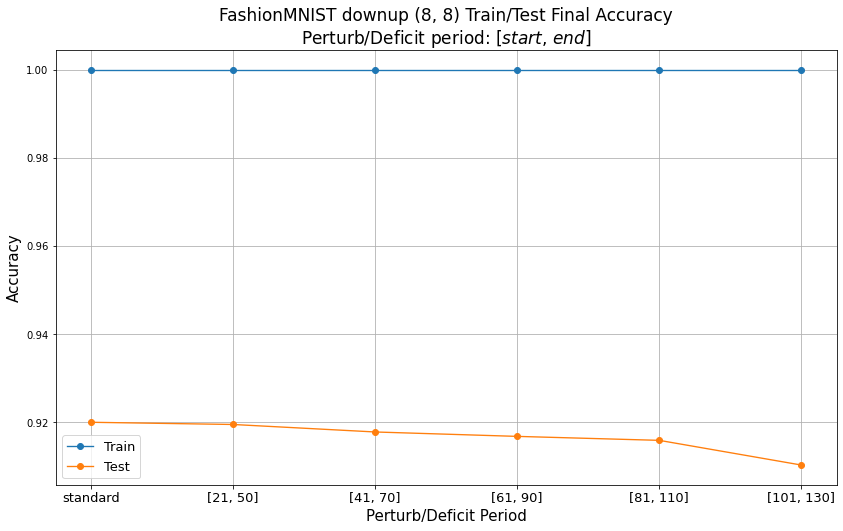 FashionMNIST downup (8, 8) Train/Test Final Accuracy
Perturb/Deficit period: [start, end]
Accuracy
1.00
0.98
0.96
0.94
0.92
Train
Test
standard
[21, 50]
[41, 70]
[61, 90]
[81, 110]
[101, 130]
Perturb/Deficit Period